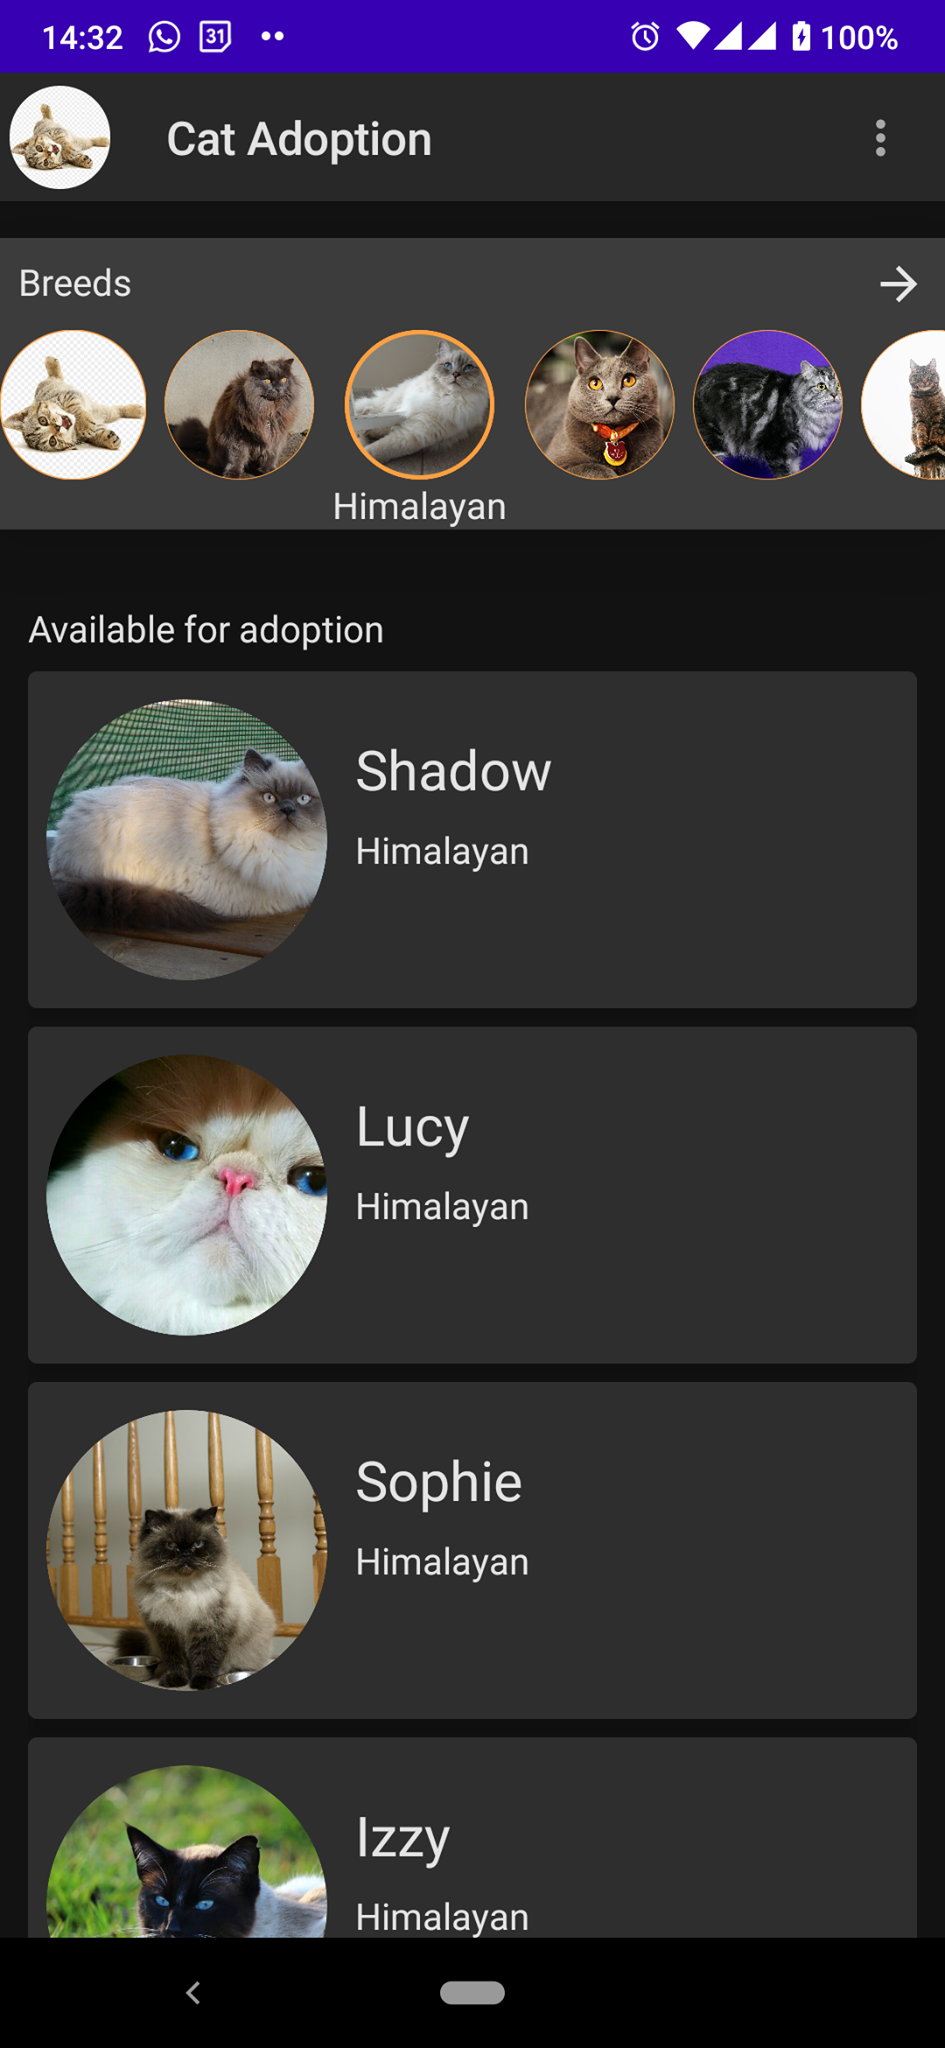 14:32 31 100%
Cat Adoption
Breeds
Himalayan
Available for adoption
Shadow
Himalayan
Lucy
Himalayan
Sophie
Himalayan
Izzy
Himalayan